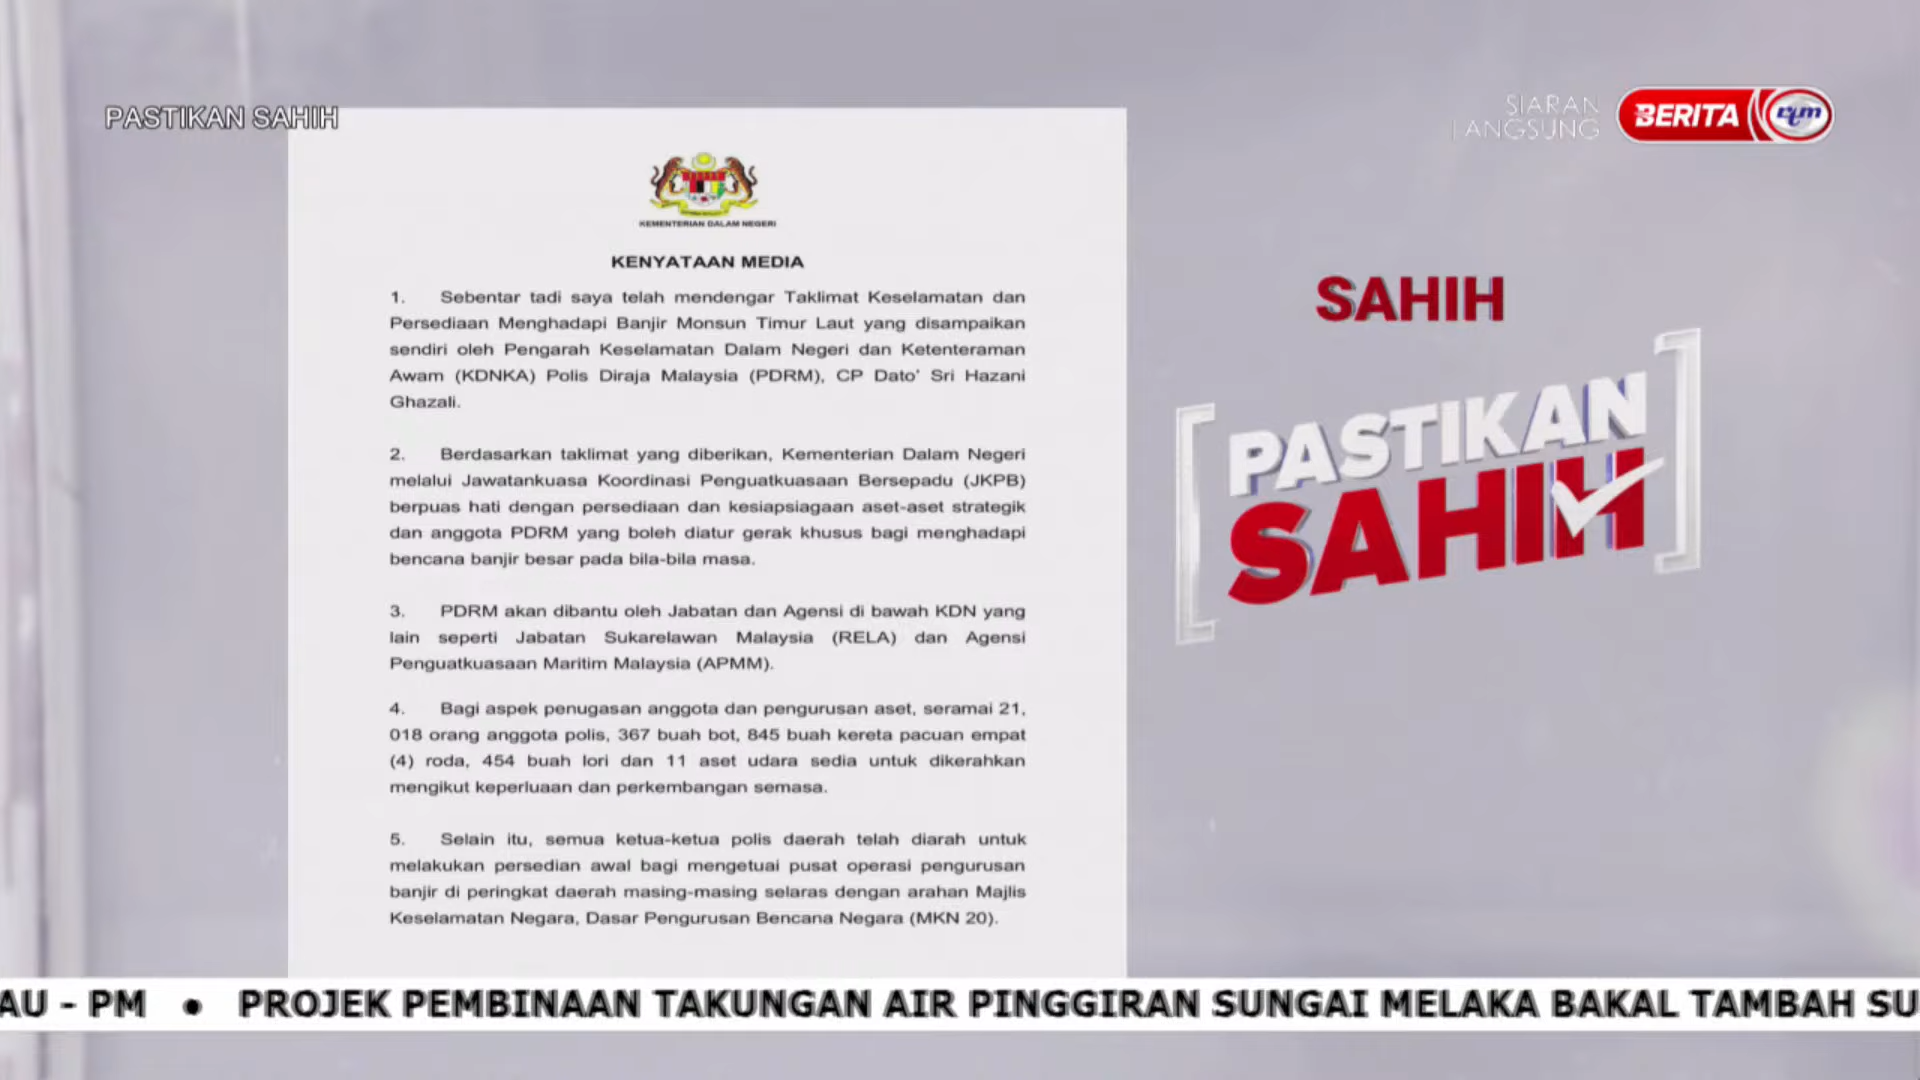 PASTIKAN SAHIH
SIARAN
LANGSUNG
BERITA rtm
KEMENTERIAN DALAM NEGERI
KENYATAAN MEDIA
1. Sebentar tadi saya telah mendengar Taklimat Keselamatan dan
Persediaan Menghadapi Banjir Monsun Timur Laut yang disampaikan
sendiri oleh Pengarah Keselamatan Dalam Negeri dan Ketenteraman
Awam (KDNKA) Polis Diraja Malaysia (PDRM), CP Dato' Sri Hazani
Ghazali.
2. Berdasarkan taklimat yang diberikan, Kementerian Dalam Negeri
melalui Jawatankuasa Koordinasi Penguatkuasaan Bersepadu (JKPB)
berpuas hati dengan persediaan dan kesiapsiagaan aset-aset strategik
dan anggota PDRM yang boleh diatur gerak khusus bagi menghadapi
bencana banjir besar pada bila-bila masa.
3. PDRM akan dibantu oleh Jabatan dan Agensi di bawah KDN yang
lain seperti Jabatan Sukarelawan Malaysia (RELA) dan Agensi
Penguatkuasaan Maritim Malaysia (APMM).
4. Bagi aspek penugasan anggota dan pengurusan aset, seramai 21,
018 orang anggota polis, 367 buah bot, 845 buah kereta pacuan empat
(4) roda, 454 buah lori dan 11 aset udara sedia untuk dikerahkan
mengikut keperluaan dan perkembangan semasa.
5. Selain itu, semua ketua-ketua polis daerah telah diarah untuk
melakukan persedian awal bagi mengetuai pusat operasi pengurusan
banjir di peringkat daerah masing-masing selaras dengan arahan Majlis
Keselamatan Negara, Dasar Pengurusan Bencana Negara (MKN 20).
SAHIH
[PASTIKAN
SAHIH]
AU - PM • PROJEK PEMBINAAN TAKUNGAN AIR PINGGIRAN SUNGAI MELAKA BAKAL TAMBAH SU